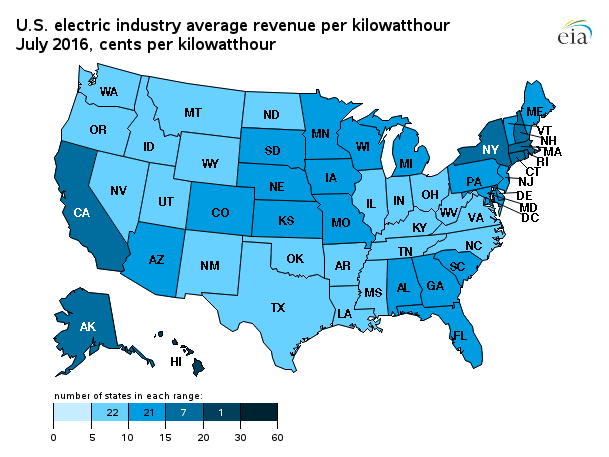 U.S. electric industry average revenue per kilowatthour
July 2016, cents per kilowatthour
eia
WA
MT
ND
MN
ME
OR
ID
SD
WI
MI
VT
NH
NY
MA
RI
CT
WY
NE
IA
PA
NJ
NV
UT
CO
KS
MO
IL
IN
OH
WV
VA
KY
DE
MD
DC
CA
AZ
NM
OK
AR
TN
NC
SC
TX
LA
MS
AL
GA
FL
AK
HI
number of states in each range:
22 21 7 1
0 5 10 15 20 30 60